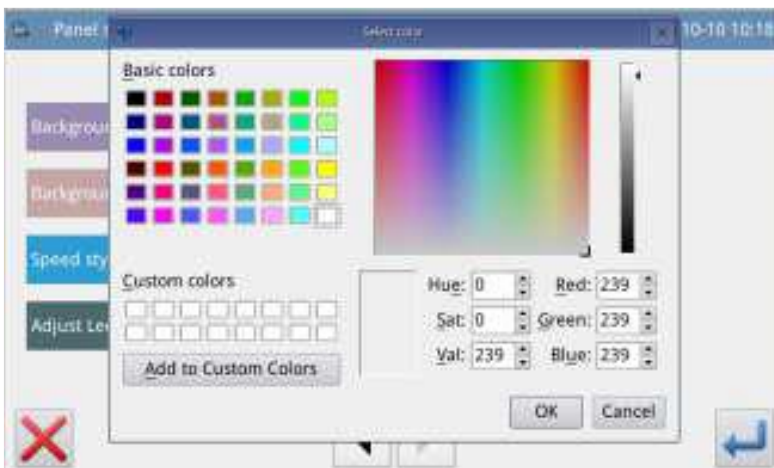 Panel
Select color
10-10 10:18
Basic colors
Backgrou
Backgrou
Speed sty
Adjust Le
Custom colors
Add to Custom Colors
Hue: 0
Red: 239
Sat: 0
Green: 239
Val: 239
Blue: 239
OK
Cancel